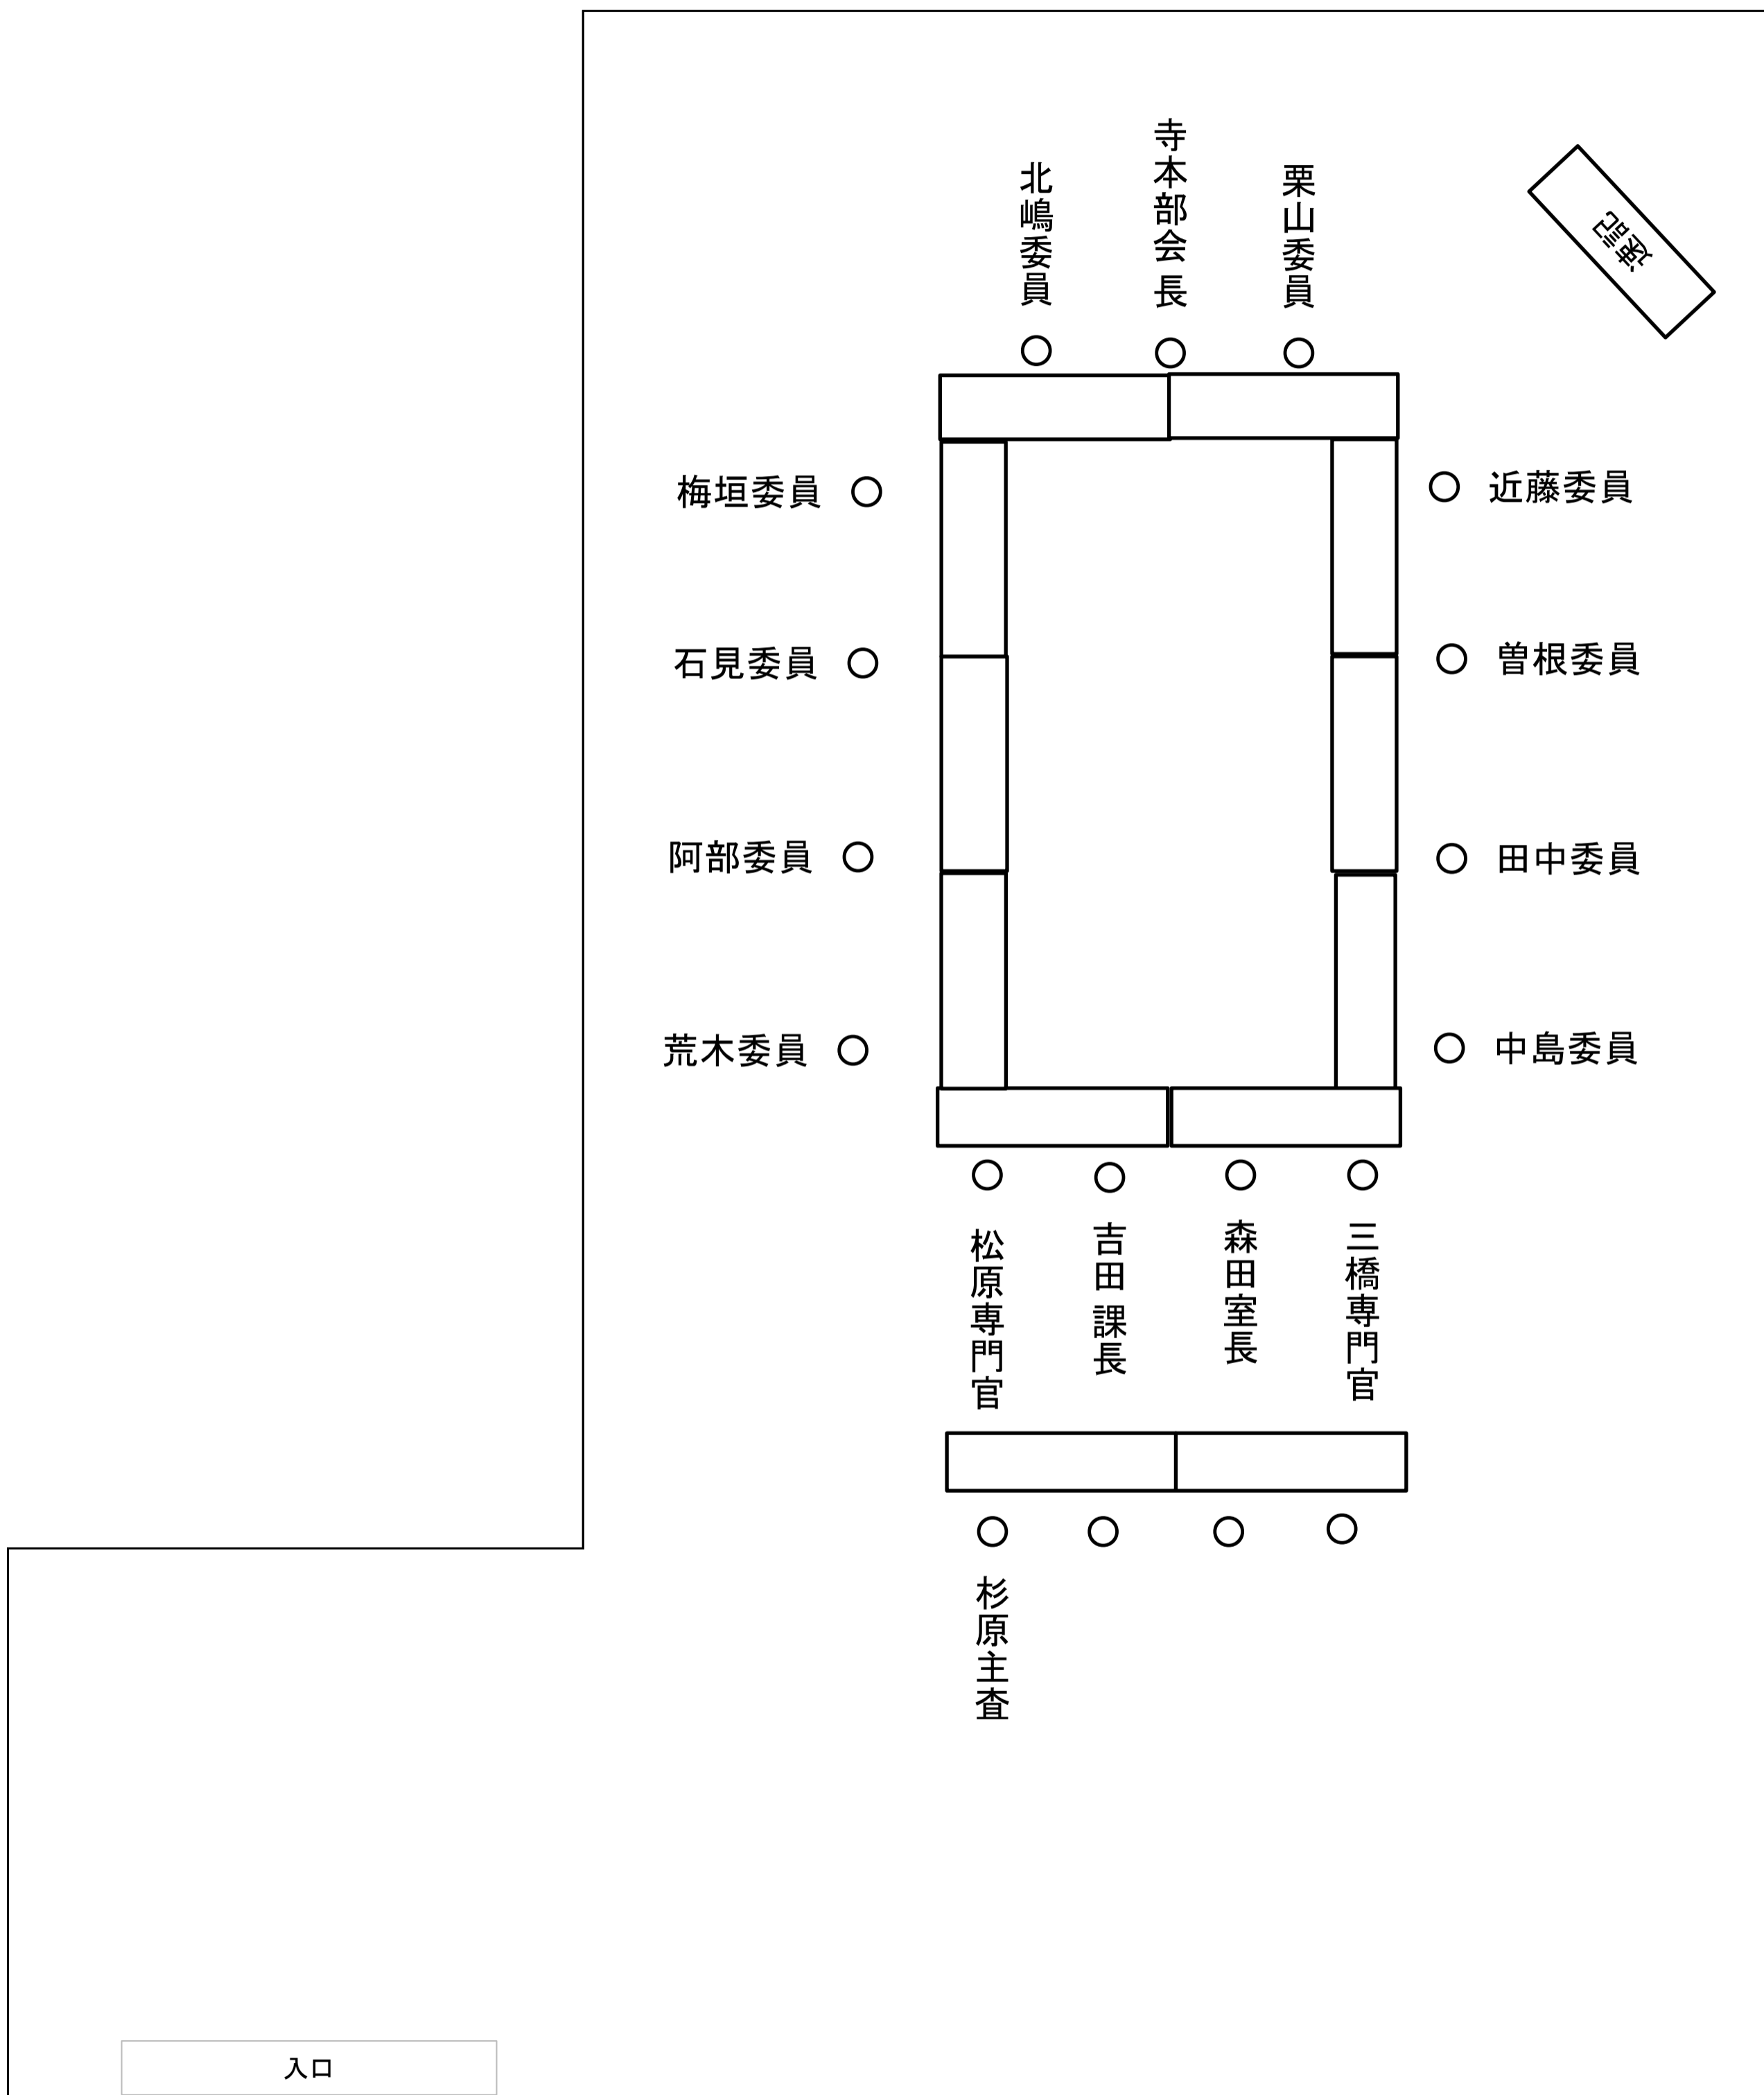 北嶋委員
寺本部会長
栗山委員
速記
梅垣委員
近藤委員
石見委員
曽根委員
阿部委員
田中委員
荒木委員
中島委員
松原専門官
吉田課長
森田室長
三橋専門官
杉原主査
入口